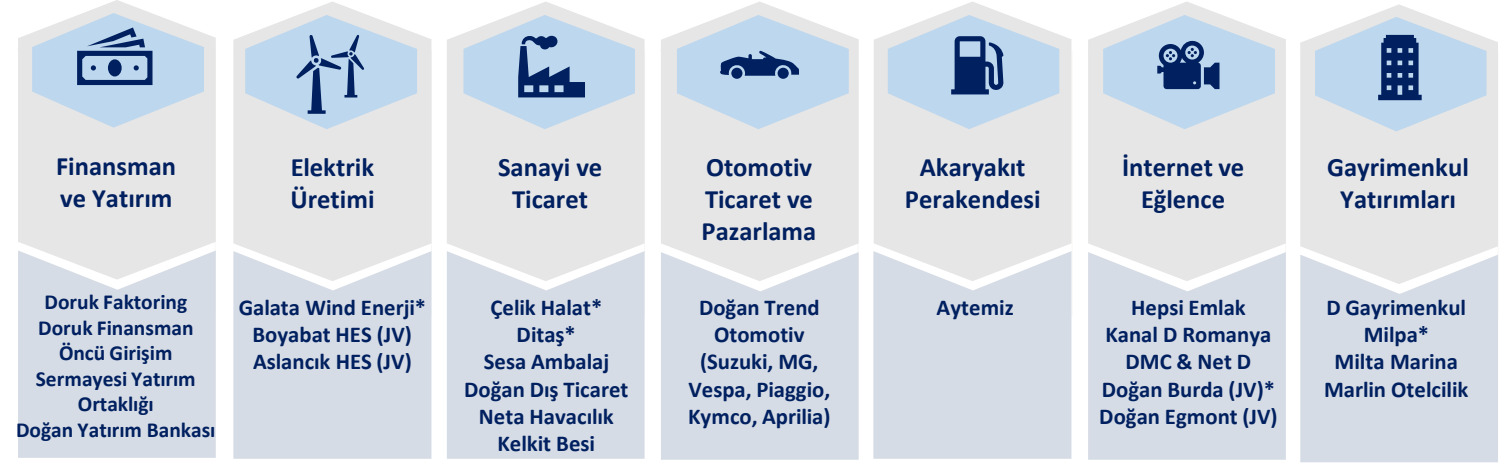 Finansman
ve Yatırım
Doruk Faktoring
Doruk Finansman
Öncü Girişim
Sermayesi Yatırım
Ortaklığı
Doğan Yatırım Bankası
Elektrik
Üretimi
Galata Wind Enerji*
Boyabat HES (JV)
Aslancık HES (JV)
Sanayi ve
Ticaret
Çelik Halat*
Ditaş*
Sesa Ambalaj
Doğan Dış Ticaret
Neta Havacılık
Kelkit Besi
Otomotiv
Ticaret ve
Pazarlama
Doğan Trend
Otomotiv
(Suzuki, MG,
Vespa, Piaggio,
Kymco, Aprilia)
Akaryakıt
Perakendesi
Aytemiz
İnternet ve
Eğlence
Hepsi Emlak
Kanal D Romanya
DMC & Net D
Doğan Burda (JV)*
Doğan Egmont (JV)
Gayrimenkul
Yatırımları
D Gayrimenkul
Milpa*
Milta Marina
Marlin Otelcilik